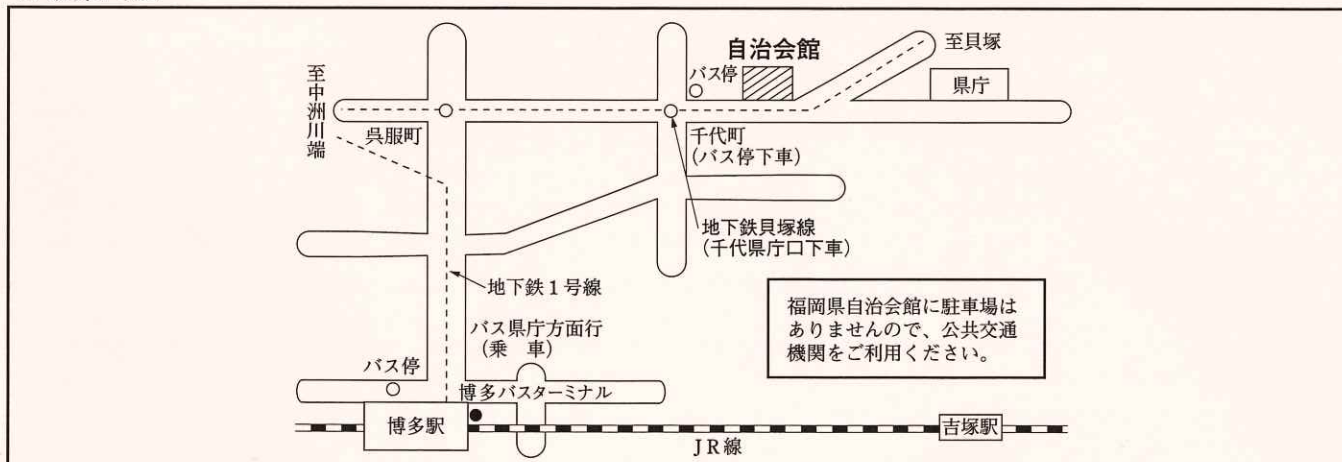 自治会館
至貝塚
バス停
県庁
至中洲川端
呉服町
千代町
(バス停下車)
地下鉄貝塚線
(千代県庁口下車)
地下鉄1号線
福岡県自治会館に駐車場は
ありませんので、公共交通
機関をご利用ください。
バス県庁方面行
(乗 車)
バス停
博多バスターミナル
博多駅
吉塚駅
JR線